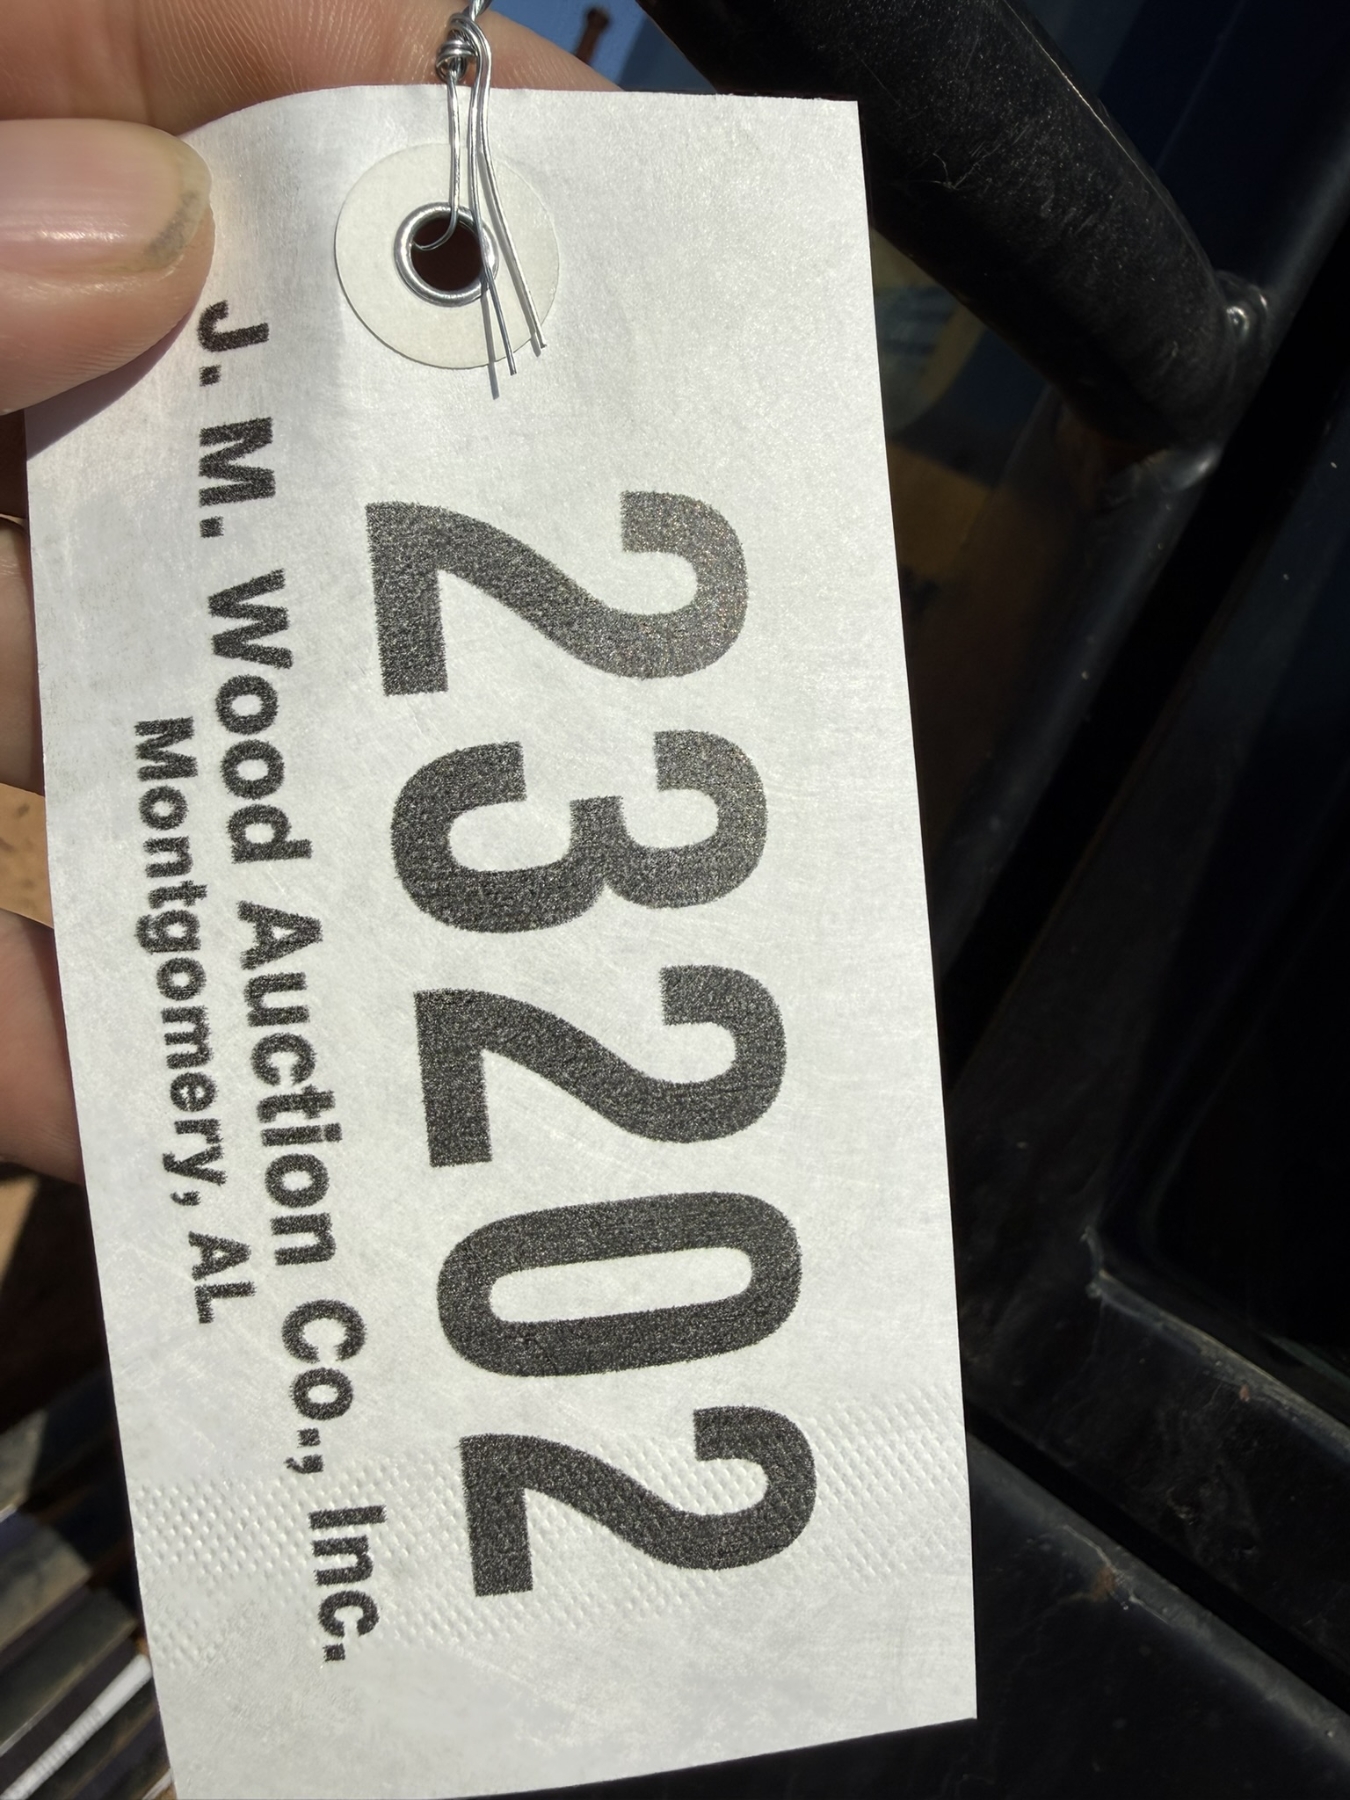 23202
J. M. Wood Auction Co., Inc.
Montgomery, AL